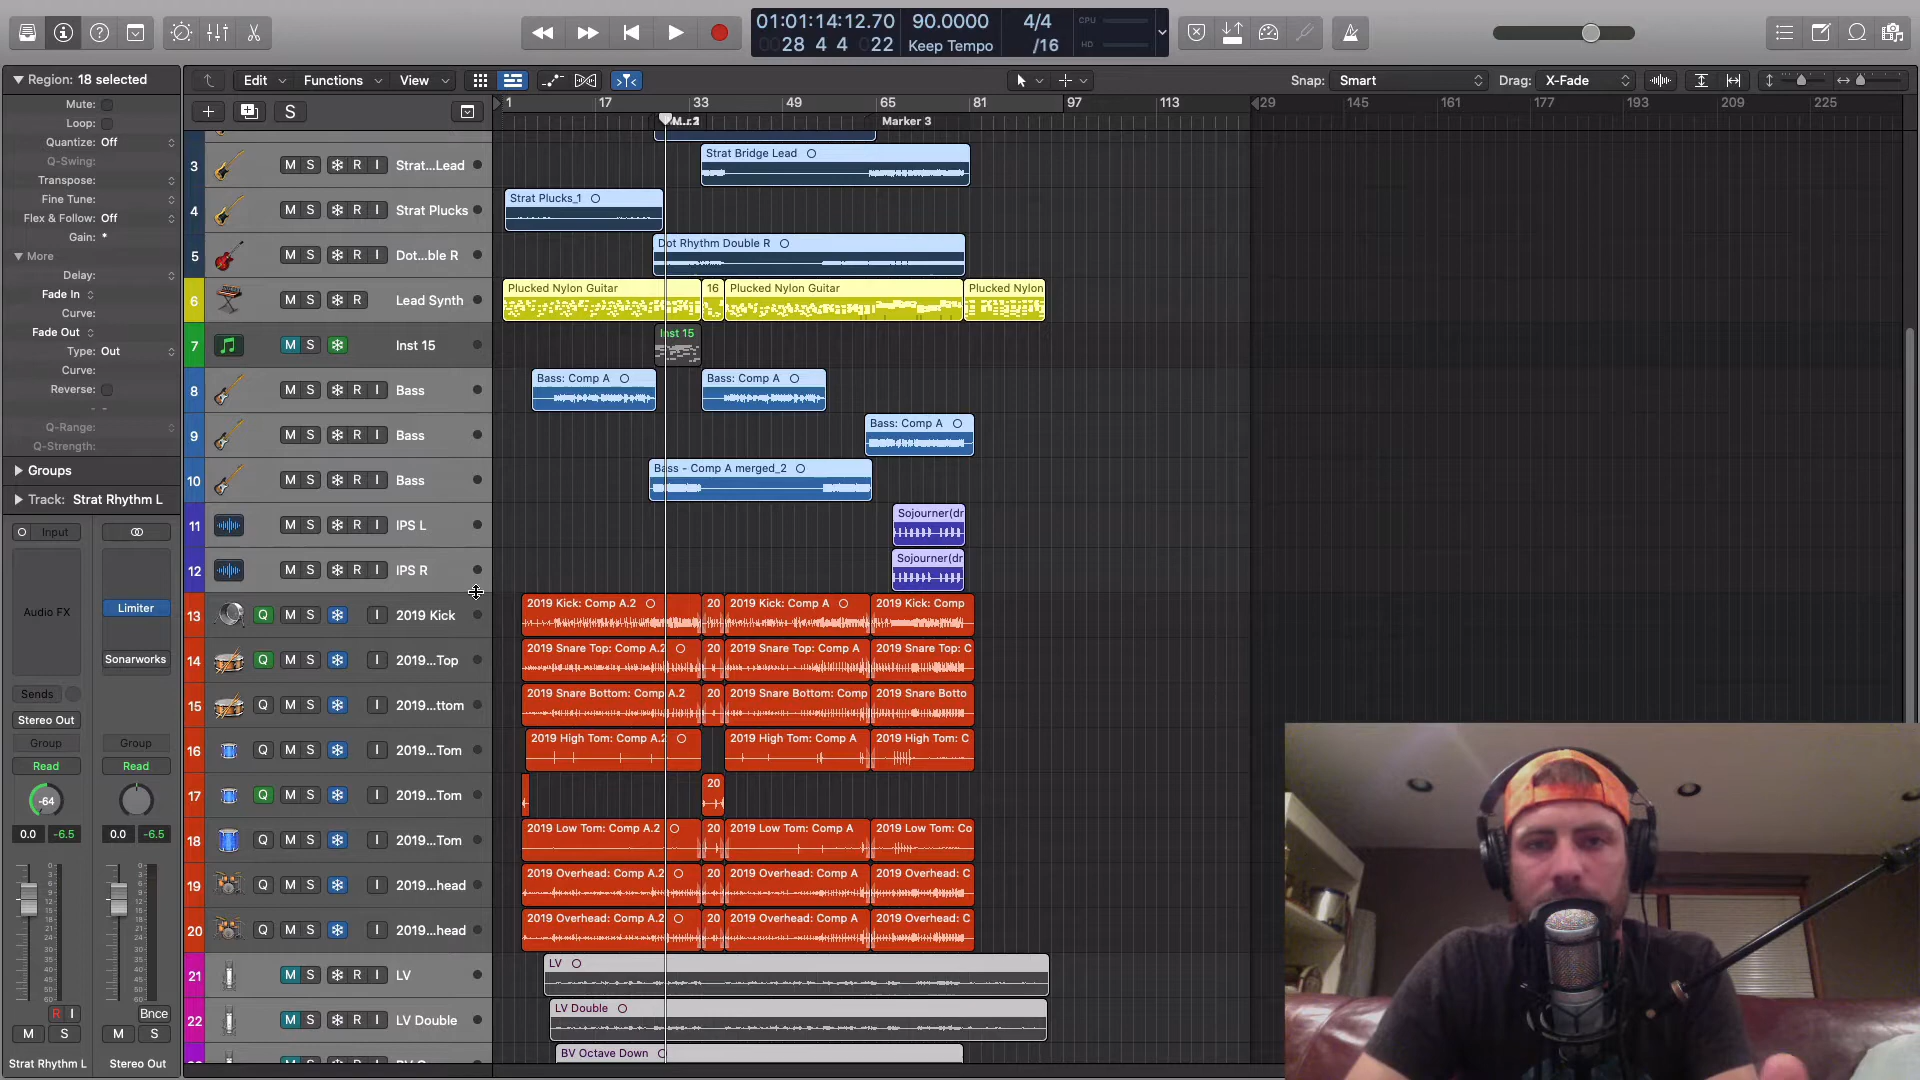 01:01:14:12.70
90.0000
4/4
CPU
28 4 4 022
Keep Tempo
/16
HD
Region: 18 selected
Edit
Functions
View
Snap: Smart
Drag: X-Fade
Mute:
Loop:
Quantize: Off
Q-Swing:
Transpose:
Fine Tune:
Flex & Follow: Off
Gain:
More
Delay:
Fade In
Curve:
Fade Out
Type: Out
Curve:
Reverse:
Q-Range:
Q-Strength:
Groups
Track: Strat Rhythm L
Input
Audio FX
Limiter
Sonarworks
Sends
Stereo Out
Group
Group
Read
Read
-64
0.0 -6.5
0.0 -6.5
R I
Bnce
M S
M S
Strat Rhythm L
Stereo Out
S
1 17 33 49 65 81 97 113 29 145 161 177 193 209 225
Marker 3
3 M S R I Strat...Lead
Strat Bridge Lead
4 M S R I Strat Plucks
Strat Plucks_1
5 M S R I Dot...ble R
Dot Rhythm Double R
6 M S R Lead Synth
Plucked Nylon Guitar 16 Plucked Nylon Guitar Plucked Nylon
7 M S Inst 15
Inst 15
8 M S R I Bass
Bass: Comp A Bass: Comp A
9 M S R I Bass
Bass: Comp A
10 M S R I Bass
Bass - Comp A merged_2
11 M S R I IPS L
Sojourner(dr
12 M S R I IPS R
Sojourner(dr
13 Q M S I 2019 Kick
2019 Kick: Comp A.2 20 2019 Kick: Comp A 2019 Kick: Comp
14 Q M S I 2019...Top
2019 Snare Top: Comp A.2 20 2019 Snare Top: Comp A 2019 Snare Top: C
15 Q M S I 2019...ttom
2019 Snare Bottom: Comp A.2 20 2019 Snare Bottom: Comp 2019 Snare Botto
16 Q M S I 2019...Tom
2019 High Tom: Comp A.2 2019 High Tom: Comp A 2019 High Tom: C
17 Q M S I 2019...Tom
20
18 Q M S I 2019...Tom
2019 Low Tom: Comp A.2 20 2019 Low Tom: Comp A 2019 Low Tom: Co
19 Q M S I 2019...head
2019 Overhead: Comp A.2 20 2019 Overhead: Comp A 2019 Overhead: C
20 Q M S I 2019...head
2019 Overhead: Comp A.2 20 2019 Overhead: Comp A 2019 Overhead: C
21 M S R I LV
LV
22 M S R I LV Double
LV Double
BV Octave Down